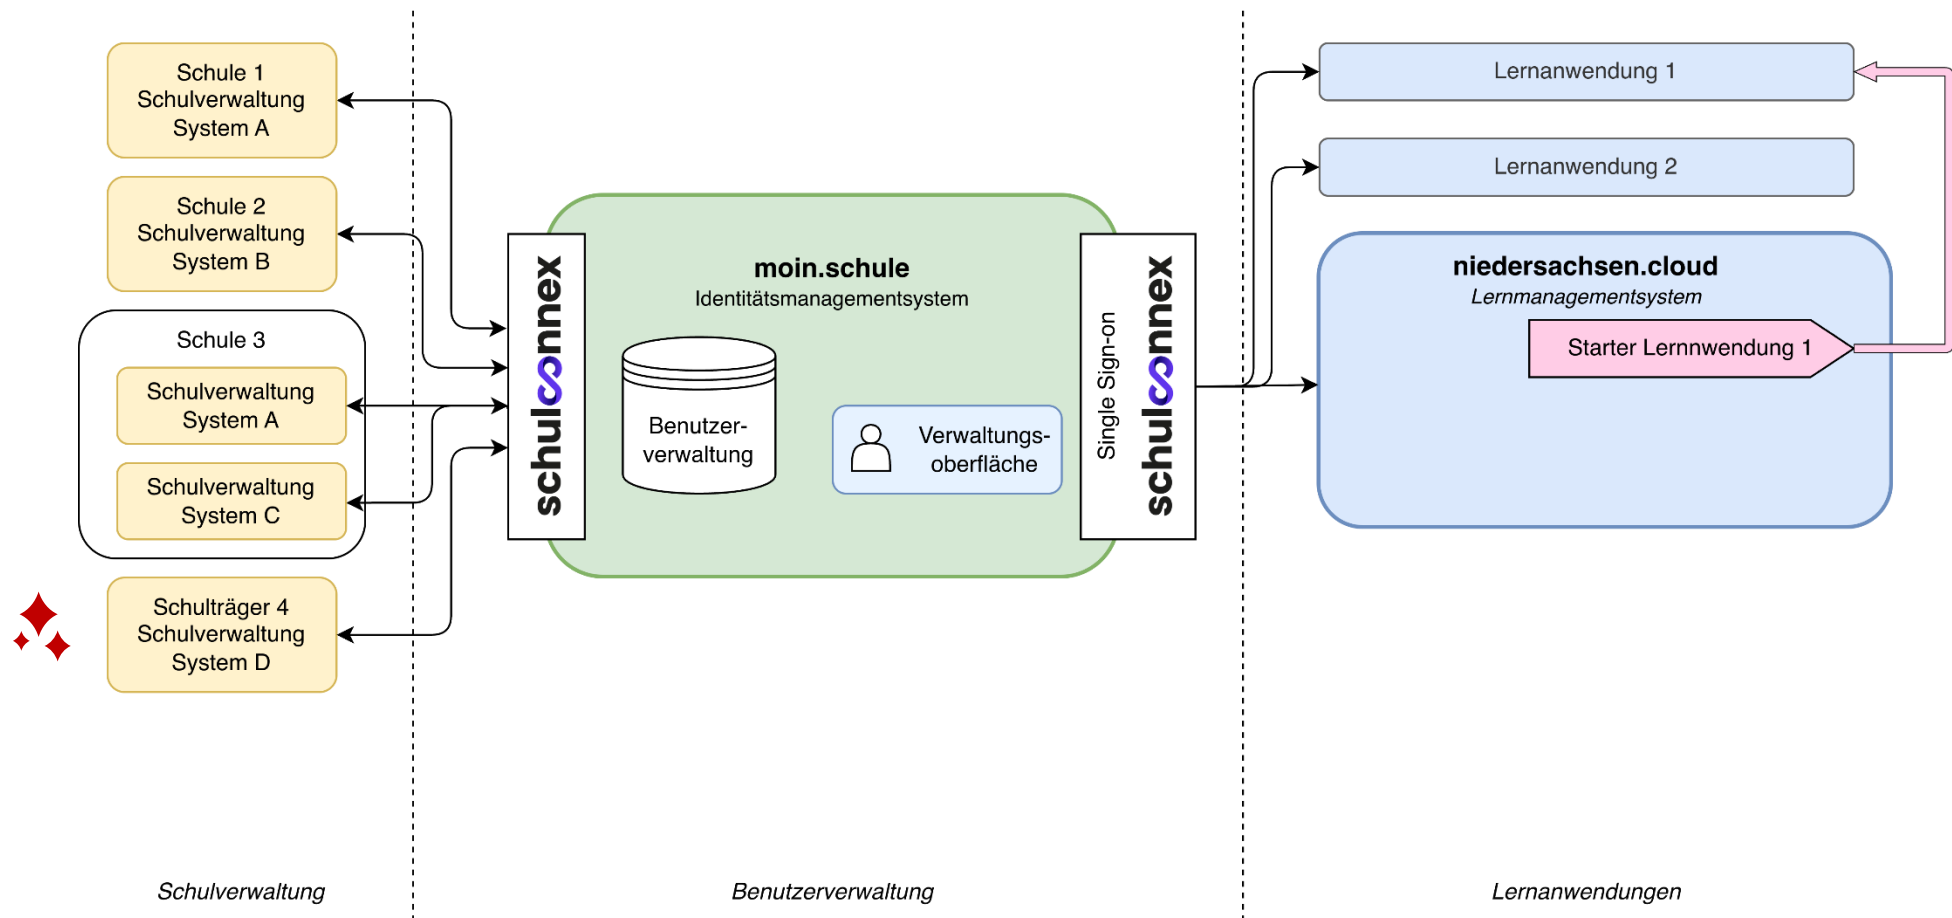 Schule 1
Schulverwaltung
System A
Schule 2
Schulverwaltung
System B
Schule 3
Schulverwaltung
System A
Schulverwaltung
System C
Schulträger 4
Schulverwaltung
System D
Schulverwaltung
schulconnex
moin.schule
Identitätsmanagementsystem
Benutzer-
verwaltung
Verwaltungs-
oberfläche
Single Sign-on
schulconnex
Benutzerverwaltung
Lernanwendung 1
Lernanwendung 2
niedersachsen.cloud
Lernmanagementsystem
Starter Lernnwendung 1
Lernanwendungen